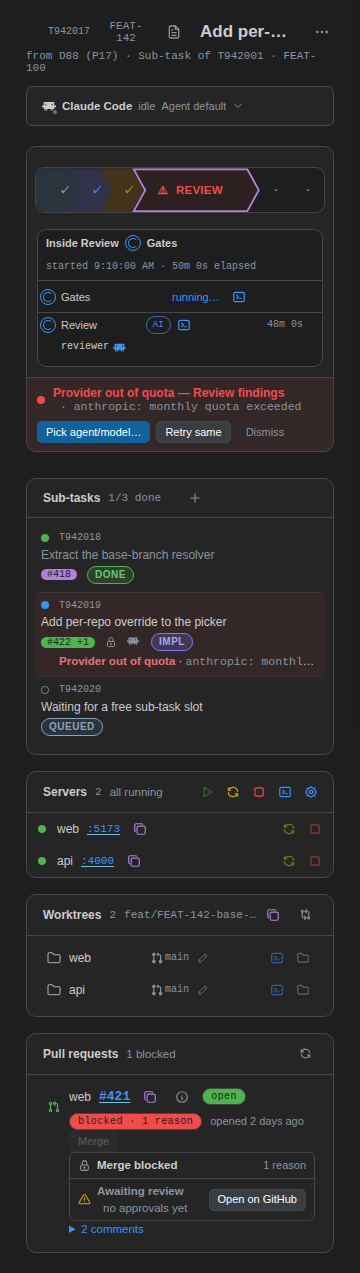 T942017 FEAT-142 Add per-…
from D88 (P17) · Sub-task of T942001 · FEAT-100
Claude Code idle Agent default
REVIEW · ·
Inside Review Gates
started 9:10:00 AM · 50m 0s elapsed
Gates running…
Review AI 48m 0s
reviewer
Provider out of quota — Review findings
· anthropic: monthly quota exceeded
Pick agent/model… Retry same Dismiss
Sub-tasks 1/3 done
T942018
Extract the base-branch resolver
#418 DONE
T942019
Add per-repo override to the picker
#422 +1 IMPL
Provider out of quota · anthropic: monthl…
T942020
Waiting for a free sub-task slot
QUEUED
Servers 2 all running
web :5173
api :4000
Worktrees 2 feat/FEAT-142-base-…
web main
api main
Pull requests 1 blocked
web #421 open
blocked · 1 reason opened 2 days ago
Merge
Merge blocked 1 reason
Awaiting review
no approvals yet
Open on GitHub
2 comments